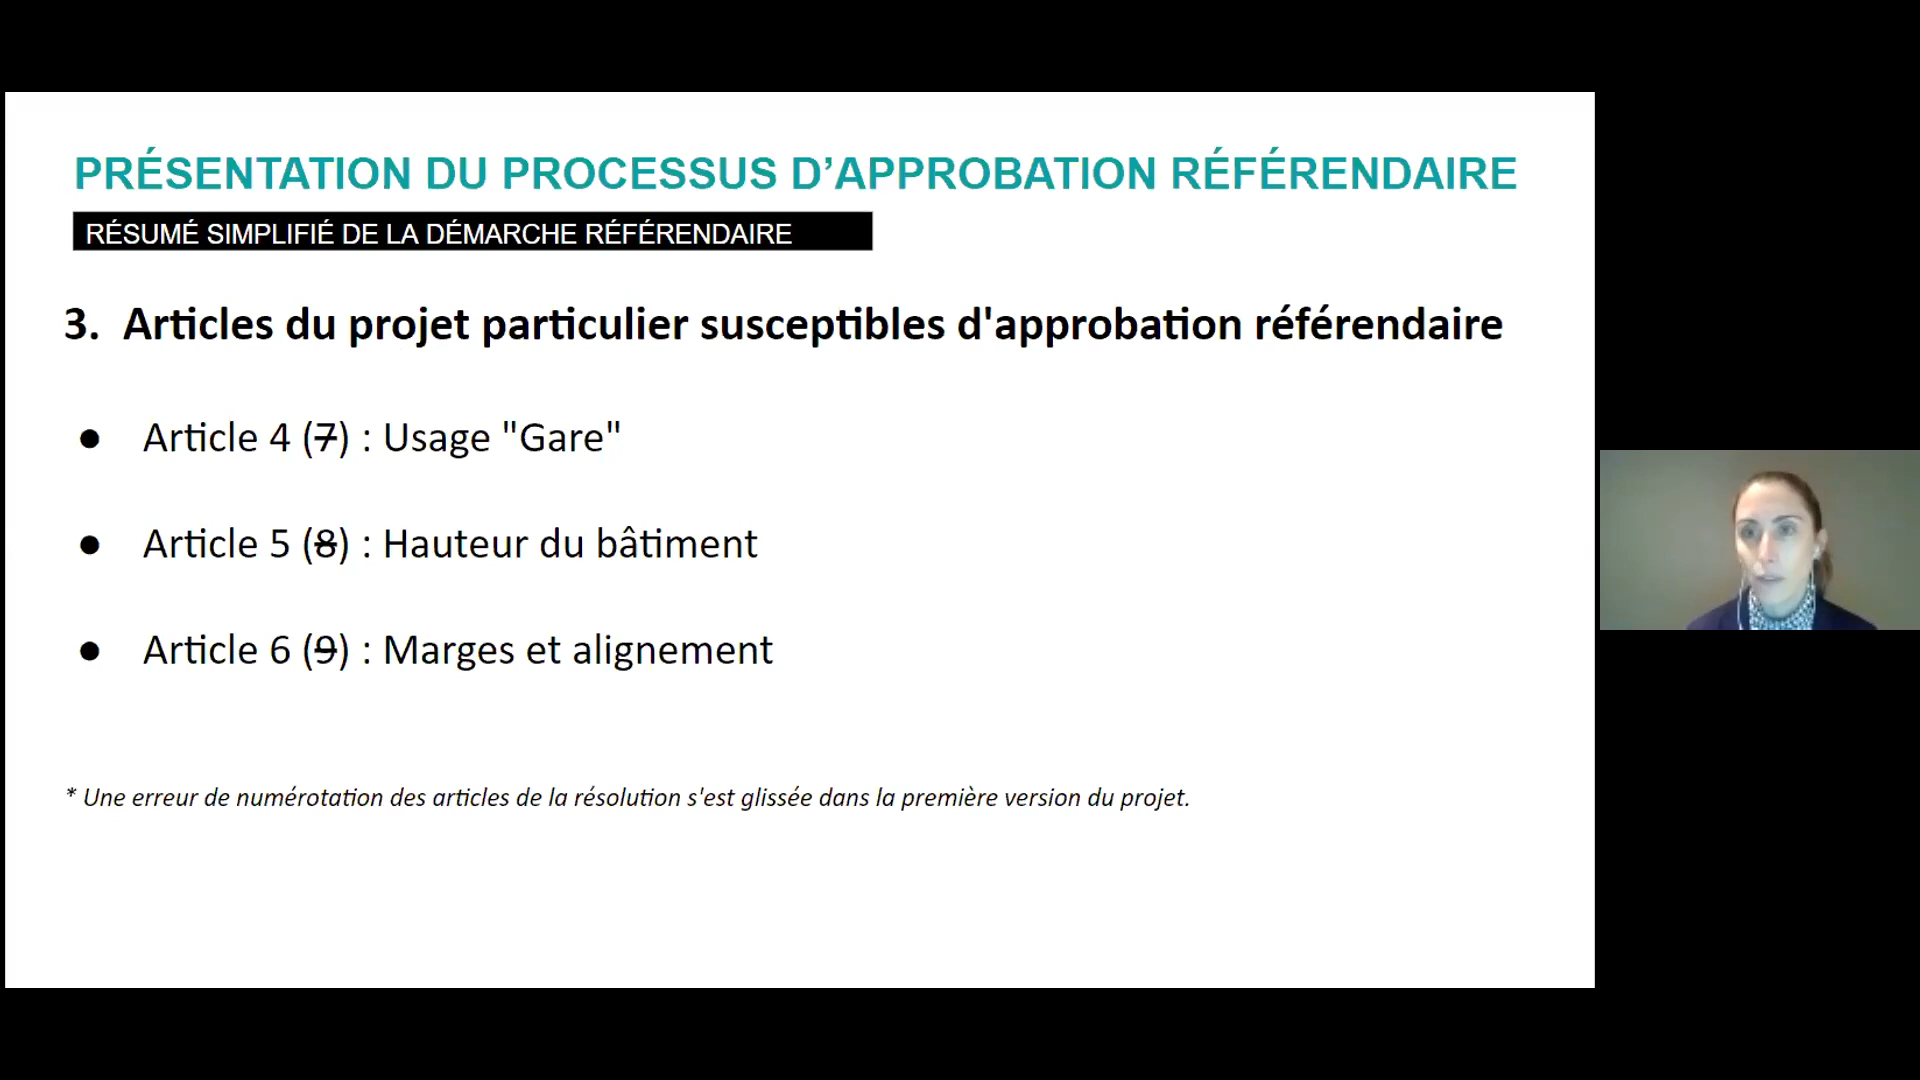 PRÉSENTATION DU PROCESSUS D’APPROBATION RÉFÉRENDAIRE
RÉSUMÉ SIMPLIFIÉ DE LA DÉMARCHE RÉFÉRENDAIRE
3. Articles du projet particulier susceptibles d'approbation référendaire
● Article 4 (7) : Usage "Gare"
● Article 5 (8) : Hauteur du bâtiment
● Article 6 (9) : Marges et alignement
* Une erreur de numérotation des articles de la résolution s'est glissée dans la première version du projet.